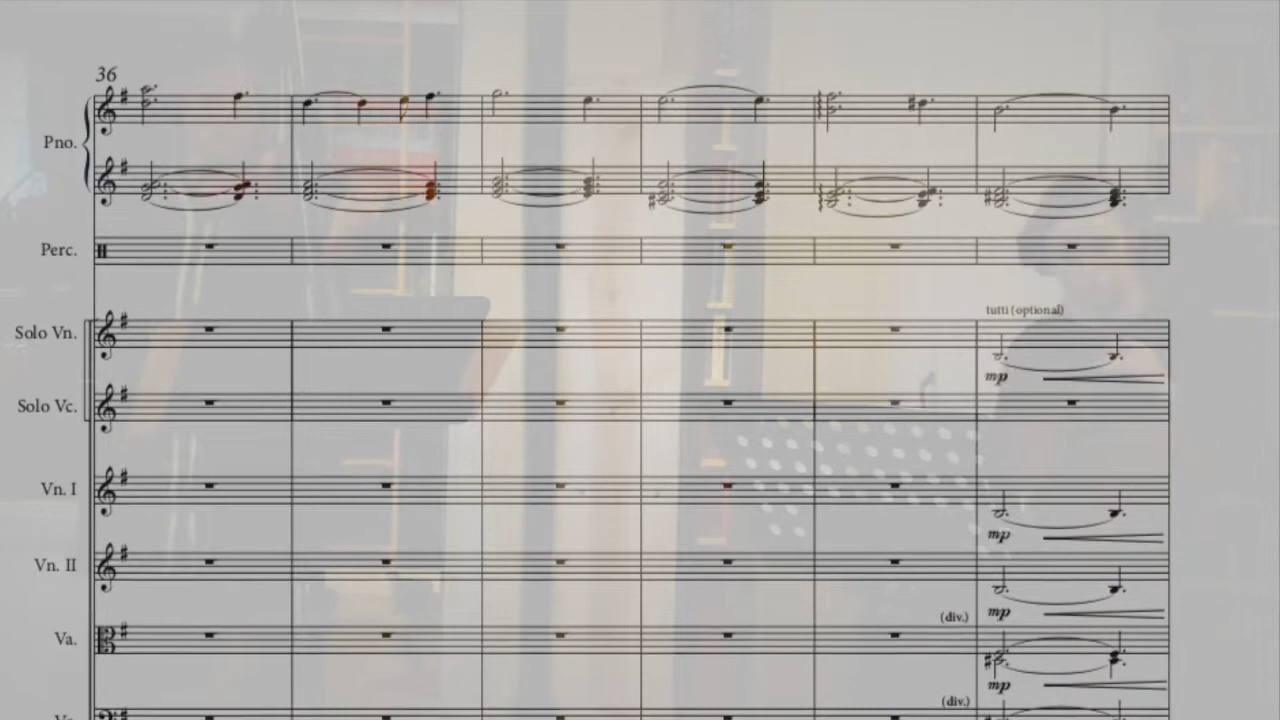 36
Pno.
Perc.
tutti (optional)
Solo Vn.
mp
Solo Vc.
Vn. I
mp
Vn. II
mp
(div.)
Va.
mp
(div.)